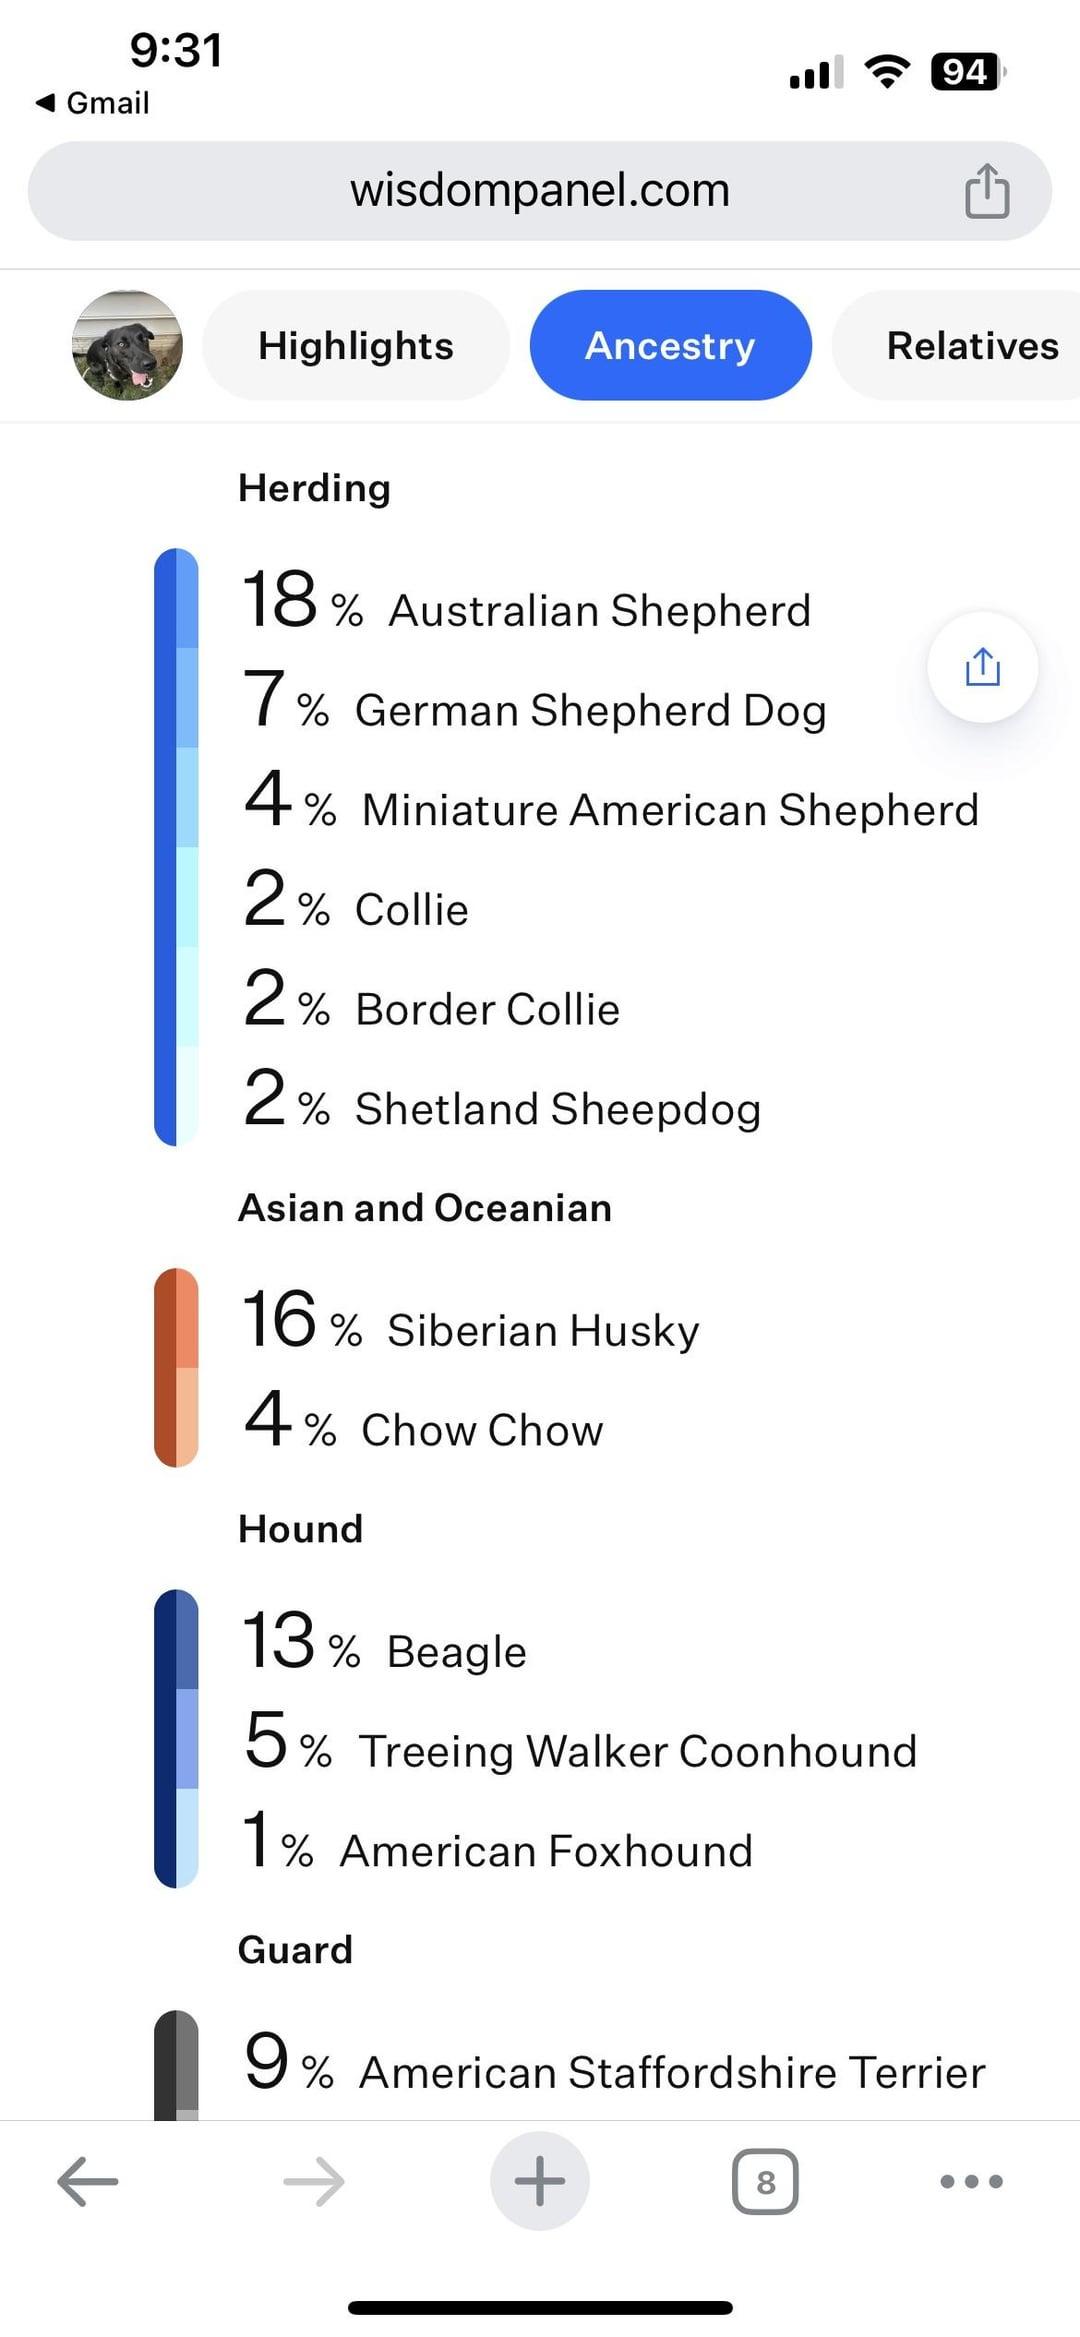 9:31
94
◀ Gmail
wisdompanel.com
Highlights
Ancestry
Relatives
Herding
18 % Australian Shepherd
7 % German Shepherd Dog
4 % Miniature American Shepherd
2 % Collie
2 % Border Collie
2 % Shetland Sheepdog
Asian and Oceanian
16 % Siberian Husky
4 % Chow Chow
Hound
13 % Beagle
5 % Treeing Walker Coonhound
1 % American Foxhound
Guard
9 % American Staffordshire Terrier
8